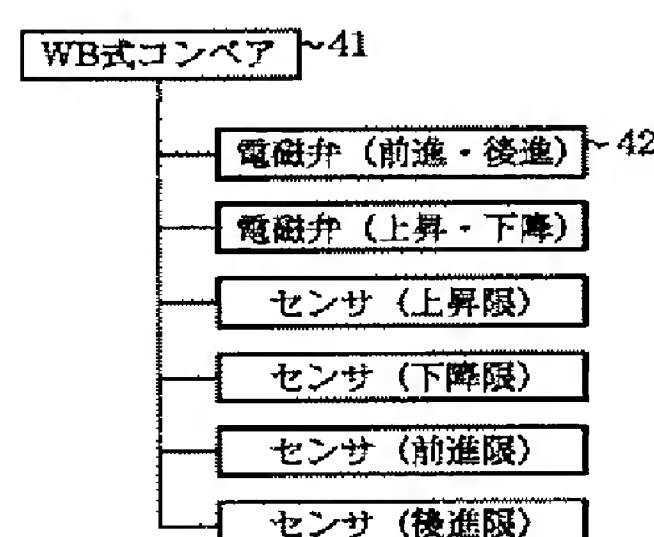 WB式コンベア ~41
電磁弁（前進・後進） ~42
電磁弁（上昇・下降）
センサ（上昇限）
センサ（下降限）
センサ（前進限）
センサ（後進限）